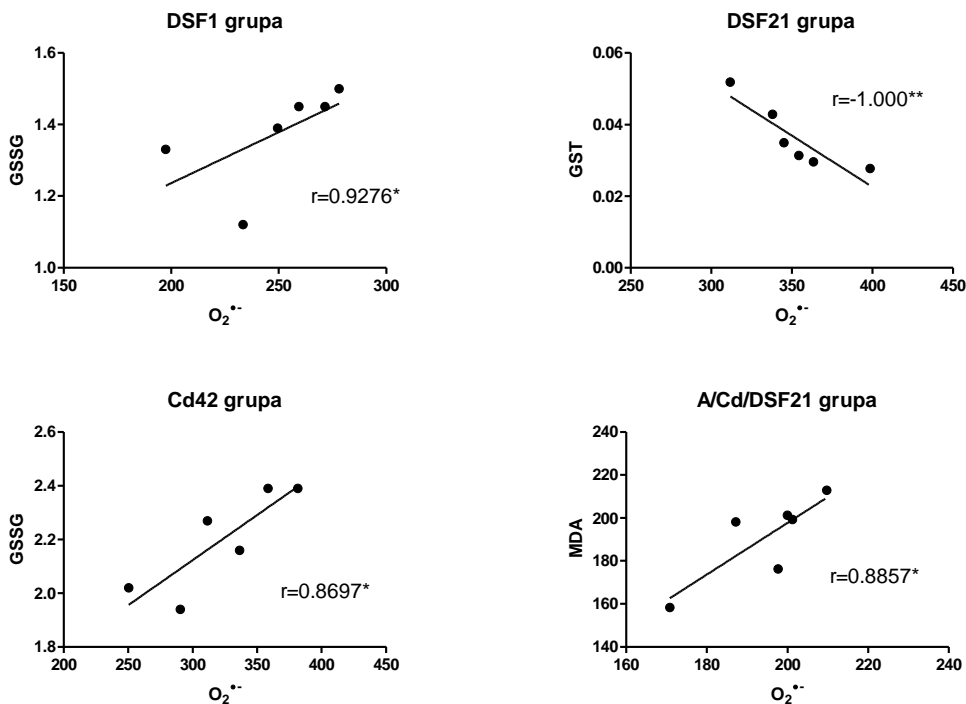 DSF1 grupa
1.6
1.4
1.2
1.0
GSSG
r=0.9276*
150 200 250 300
O₂•-
DSF21 grupa
0.06
0.04
0.02
0.00
GST
r=-1.000**
250 300 350 400 450
O₂•-
Cd42 grupa
2.6
2.4
2.2
2.0
1.8
GSSG
r=0.8697*
200 250 300 350 400 450
O₂•-
A/Cd/DSF21 grupa
240
220
200
180
160
140
MDA
r=0.8857*
160 180 200 220 240
O₂•-